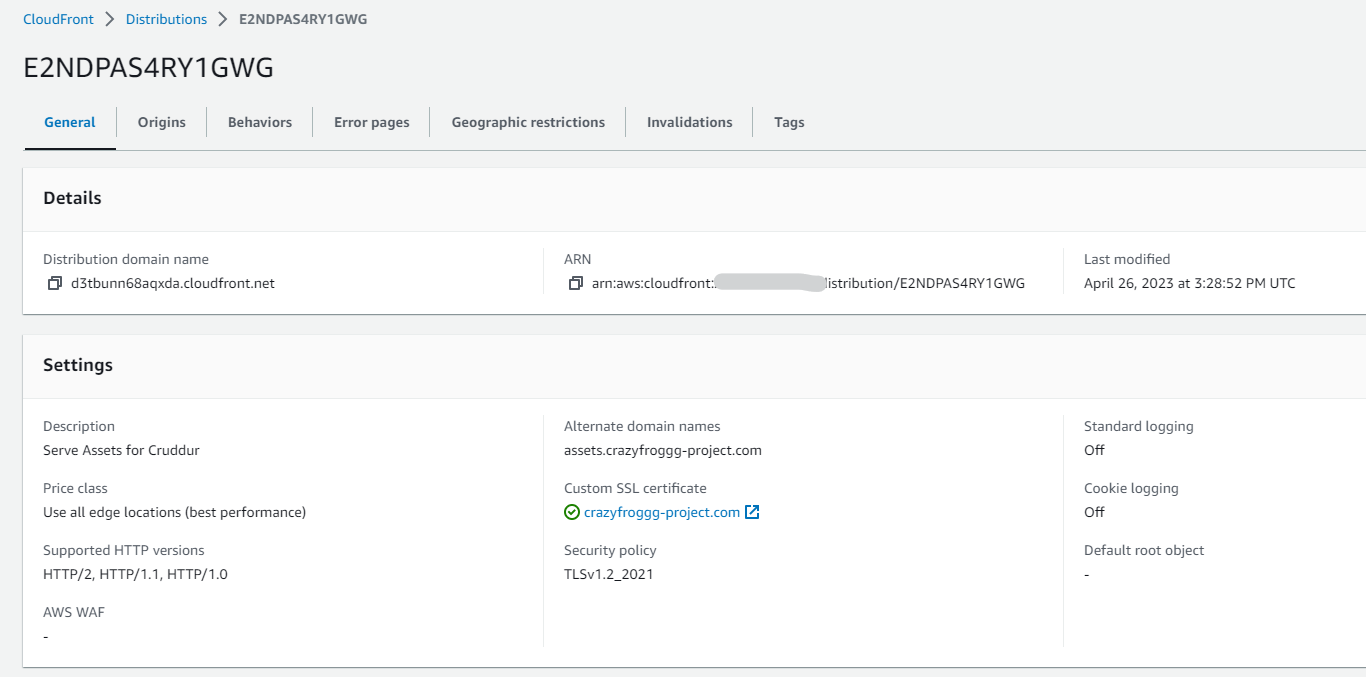 CloudFront > Distributions > E2NDPAS4RY1GWG
E2NDPAS4RY1GWG
General Origins Behaviors Error pages Geographic restrictions Invalidations Tags
Details
Distribution domain name
d3tbunn68aqxda.cloudfront.net
ARN
arn:aws:cloudfront: istribution/E2NDPAS4RY1GWG
Last modified
April 26, 2023 at 3:28:52 PM UTC
Settings
Description
Serve Assets for Cruddur
Price class
Use all edge locations (best performance)
Supported HTTP versions
HTTP/2, HTTP/1.1, HTTP/1.0
AWS WAF
-
Alternate domain names
assets.crazyfroggg-project.com
Custom SSL certificate
crazyfroggg-project.com
Security policy
TLSv1.2_2021
Standard logging
Off
Cookie logging
Off
Default root object
-